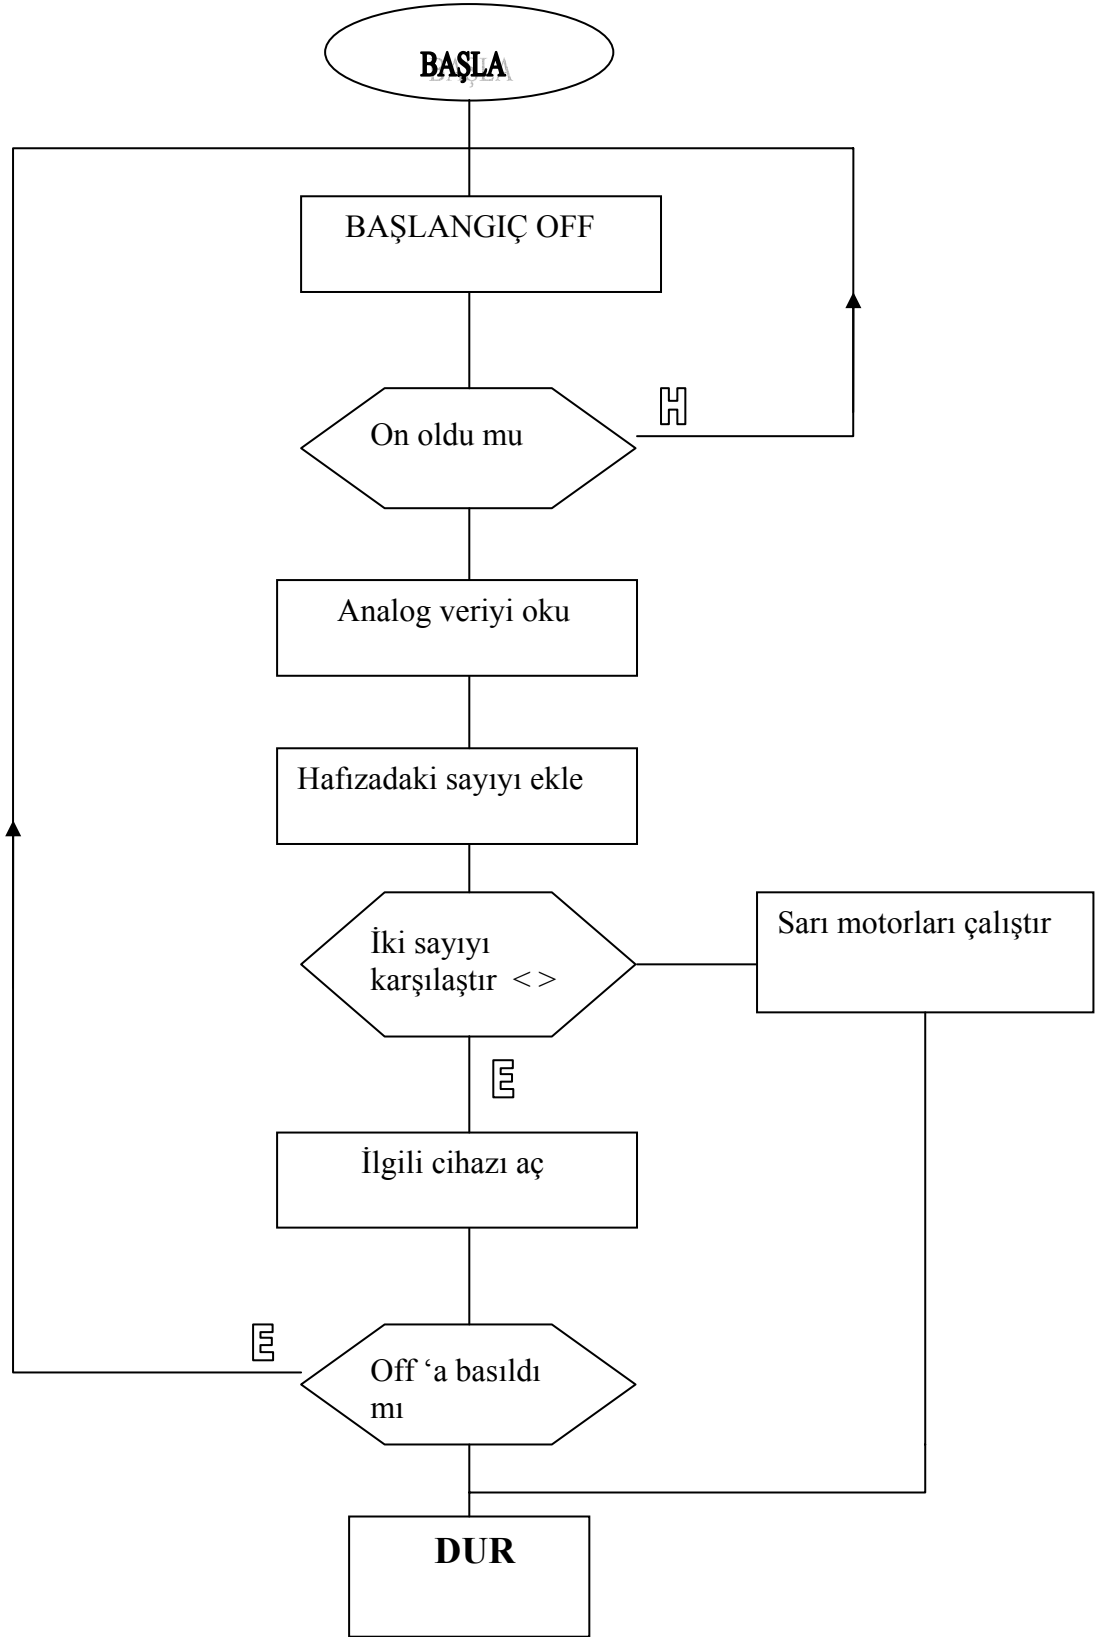 BAŞLA
BAŞLANGIÇ OFF
On oldu mu
H
Analog veriyi oku
Hafızadaki sayıyı ekle
İki sayıyı
karşılaştır < >
Sarı motorları çalıştır
E
İlgili cihazı aç
E
Off ‘a basıldı
mı
DUR